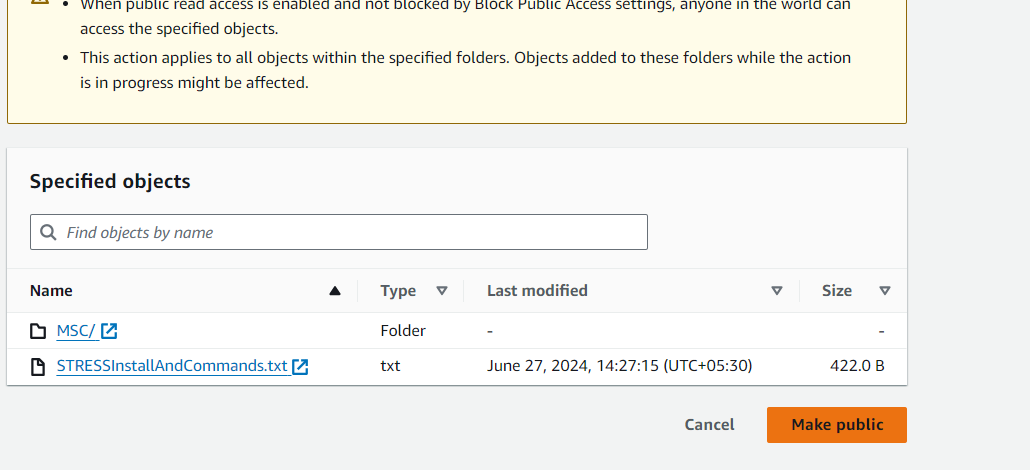 When public read access is enabled and not blocked by Block Public Access settings, anyone in the world can
access the specified objects.
This action applies to all objects within the specified folders. Objects added to these folders while the action
is in progress might be affected.
Specified objects
Find objects by name
Name Type Last modified Size
MSC/ Folder - -
STRESSInstallAndCommands.txt txt June 27, 2024, 14:27:15 (UTC+05:30) 422.0 B
Cancel Make public